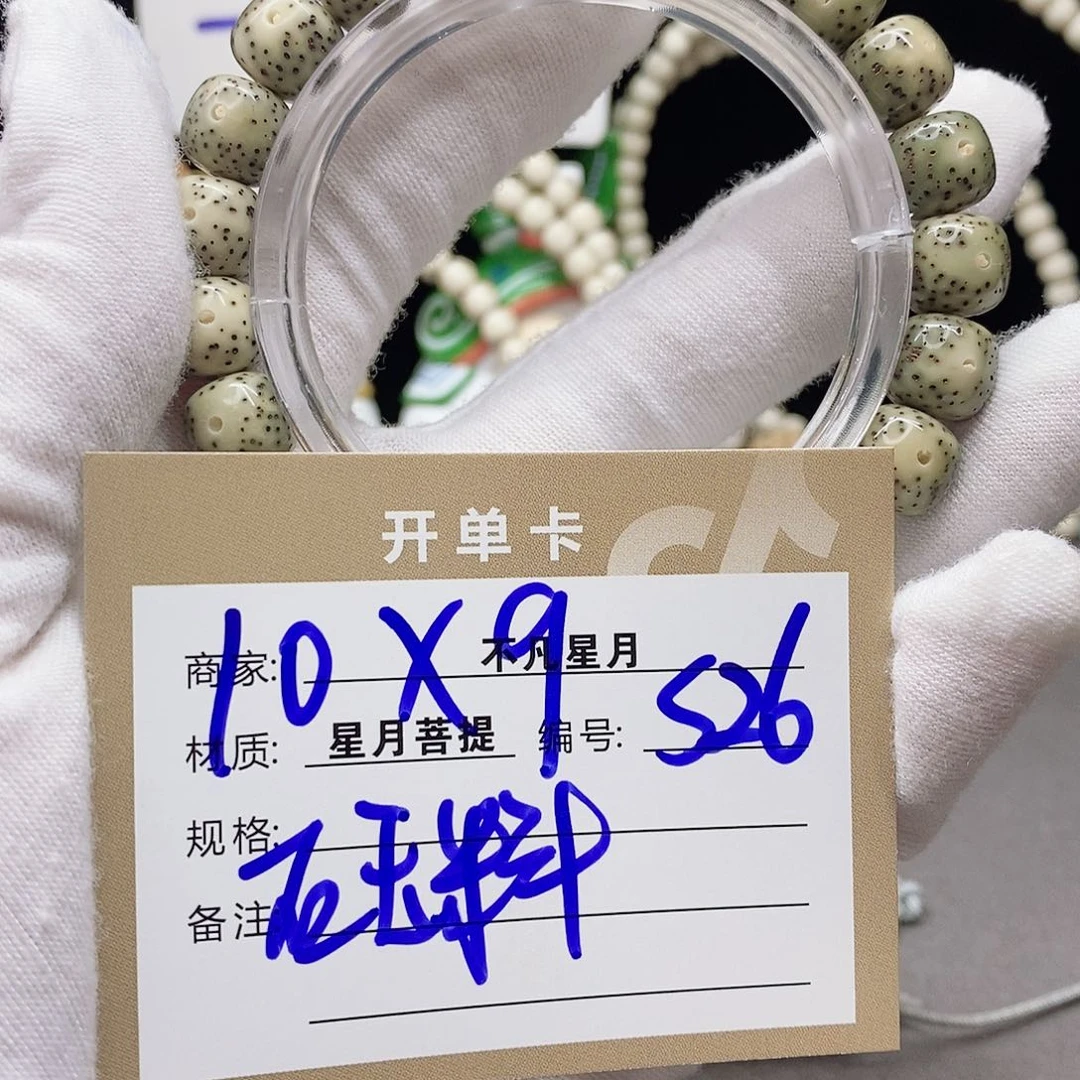 开单卡
10X9
商家: 不凡星月
材质: 星月菩提 编号: 526
规格:
石玉料
备注: